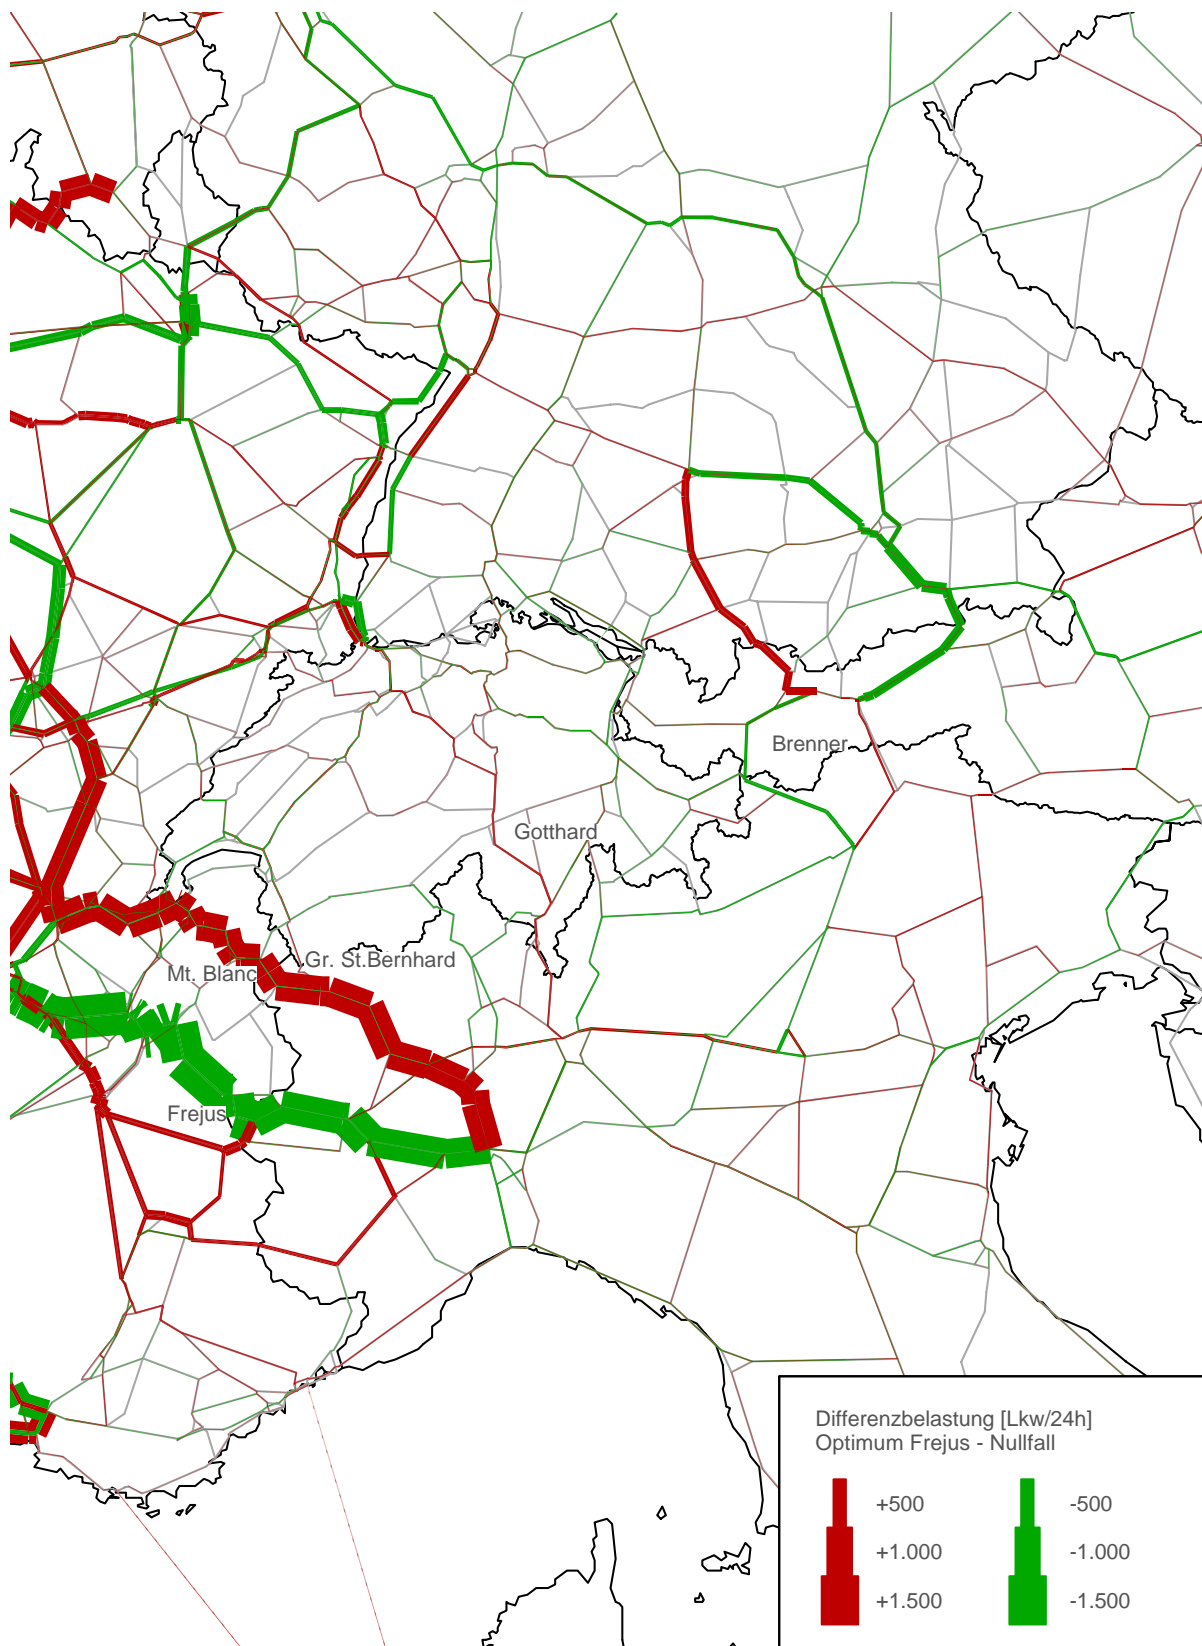 Brenner
Gotthard
Gr. St.Bernhard
Mt. Blanc
Frejus
Differenzbelastung [Lkw/24h]
Optimum Frejus - Nullfall
+500
-500
+1.000
-1.000
+1.500
-1.500